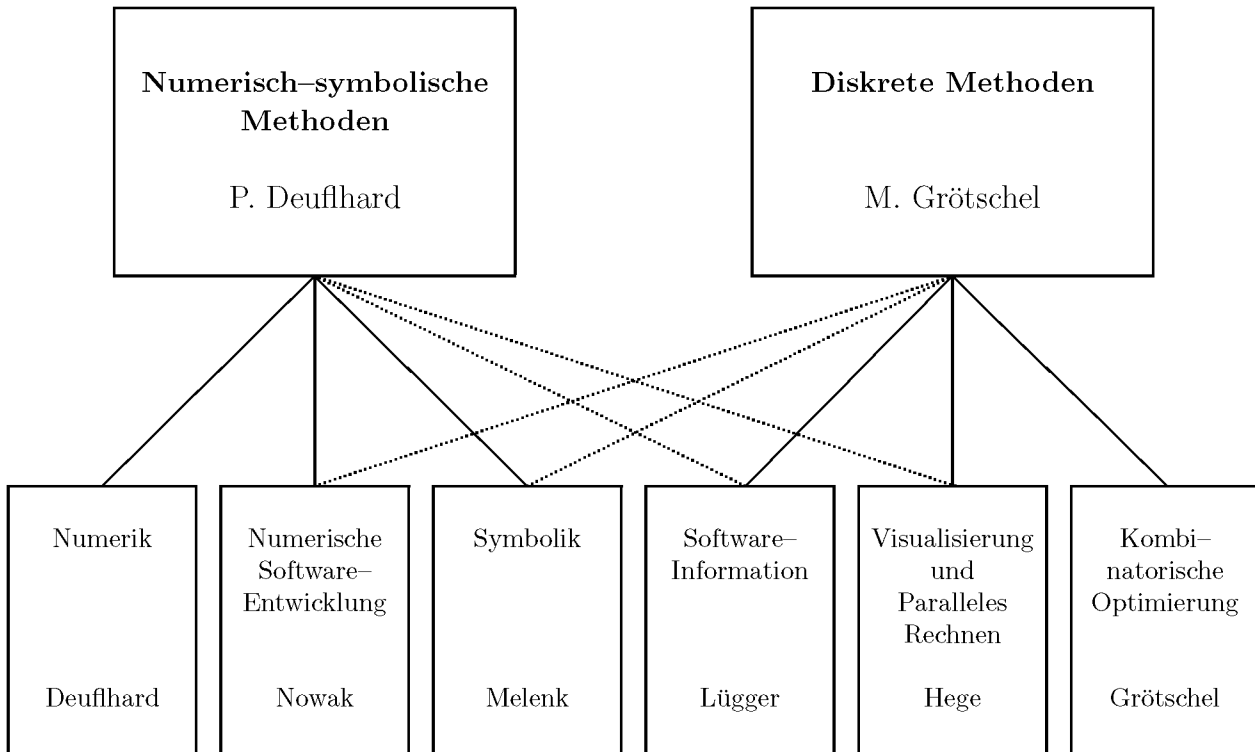 Numerisch–symbolische
Methoden
P. Deuflhard
Diskrete Methoden
M. Grötschel
Numerik
Deuflhard
Numerische
Software–
Entwicklung
Nowak
Symbolik
Melenk
Software–
Information
Lügger
Visualisierung
und
Paralleles
Rechnen
Hege
Kombi–
natorische
Optimierung
Grötschel